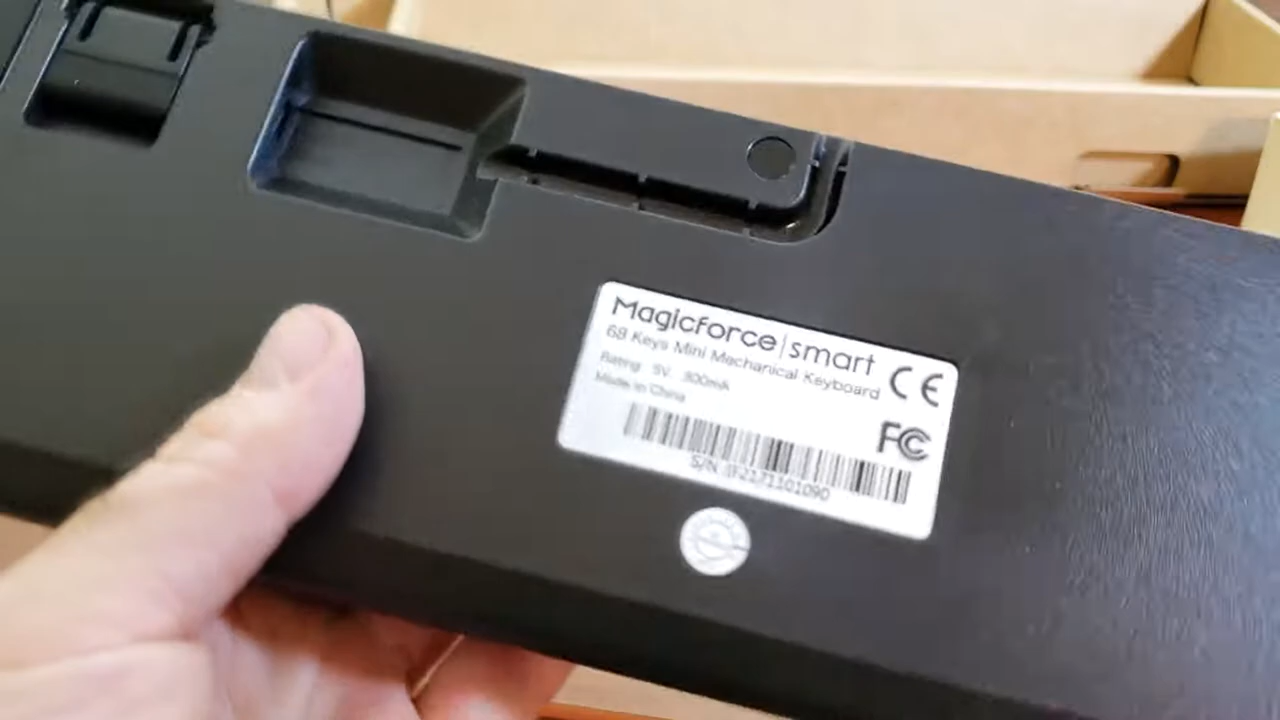 Magicforce | smart
68 Keys Mini Mechanical Keyboard
Rating: 5V 300mA
Made in China
CE
FC
S/N